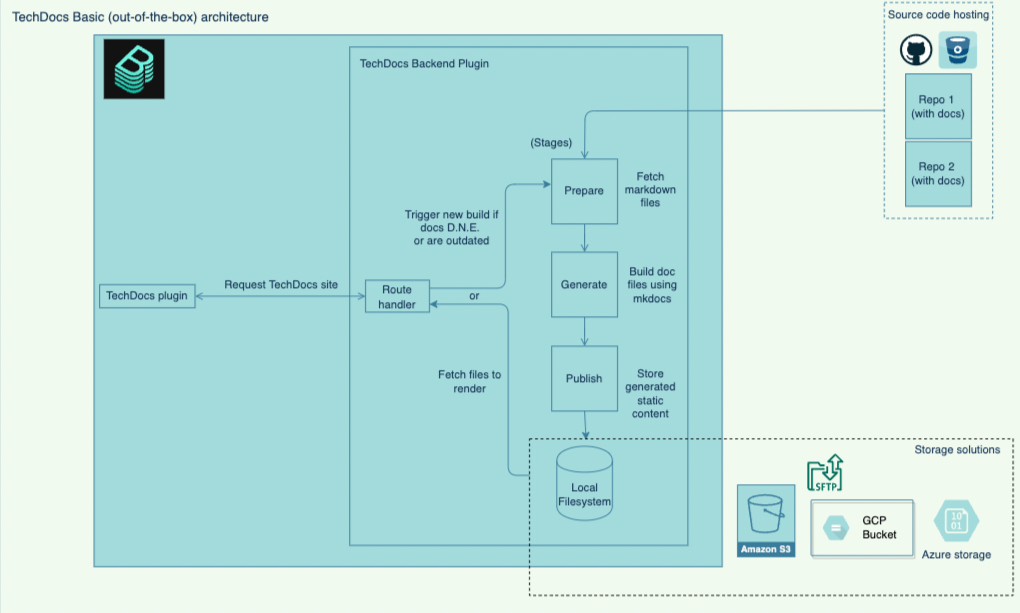 TechDocs Basic (out-of-the-box) architecture
Source code hosting
TechDocs Backend Plugin
Repo 1
(with docs)
(Stages)
Repo 2
(with docs)
Prepare
Fetch
markdown
files
Trigger new build if
docs D.N.E.
or are outdated
Generate
Build doc
files using
mkdocs
TechDocs plugin
Request TechDocs site
Route
handler
or
Fetch files to
render
Publish
Store
generated
static
content
Storage solutions
Local
Filesystem
SFTP
Amazon S3
GCP
Bucket
10
01
Azure storage